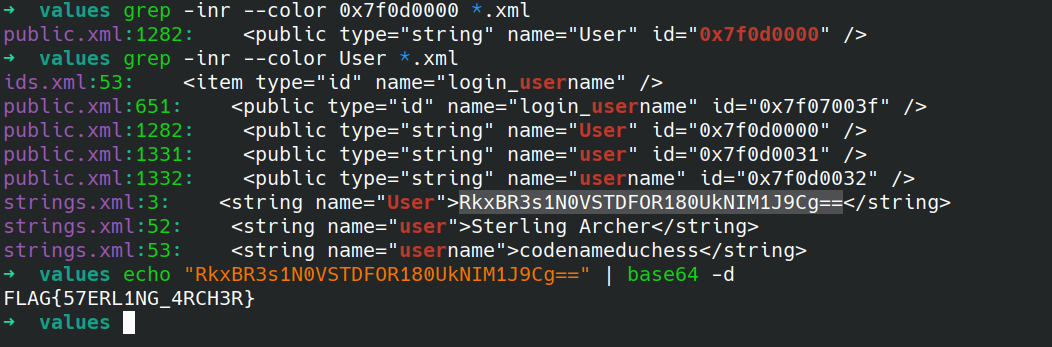 ➜  values grep -inr --color 0x7f0d0000 *.xml
public.xml:1282:    <public type="string" name="User" id="0x7f0d0000" />
➜  values grep -inr --color User *.xml
ids.xml:53:    <item type="id" name="login_username" />
public.xml:651:    <public type="id" name="login_username" id="0x7f07003f" />
public.xml:1282:    <public type="string" name="User" id="0x7f0d0000" />
public.xml:1331:    <public type="string" name="user" id="0x7f0d0031" />
public.xml:1332:    <public type="string" name="username" id="0x7f0d0032" />
strings.xml:3:    <string name="User">RkxBR3s1N0VSTDFOR180UkNIM1J9Cg==</string>
strings.xml:52:    <string name="user">Sterling Archer</string>
strings.xml:53:    <string name="username">codenameduchess</string>
➜  values echo "RkxBR3s1N0VSTDFOR180UkNIM1J9Cg==" | base64 -d
FLAG{57ERL1NG_4RCH3R}
➜  values